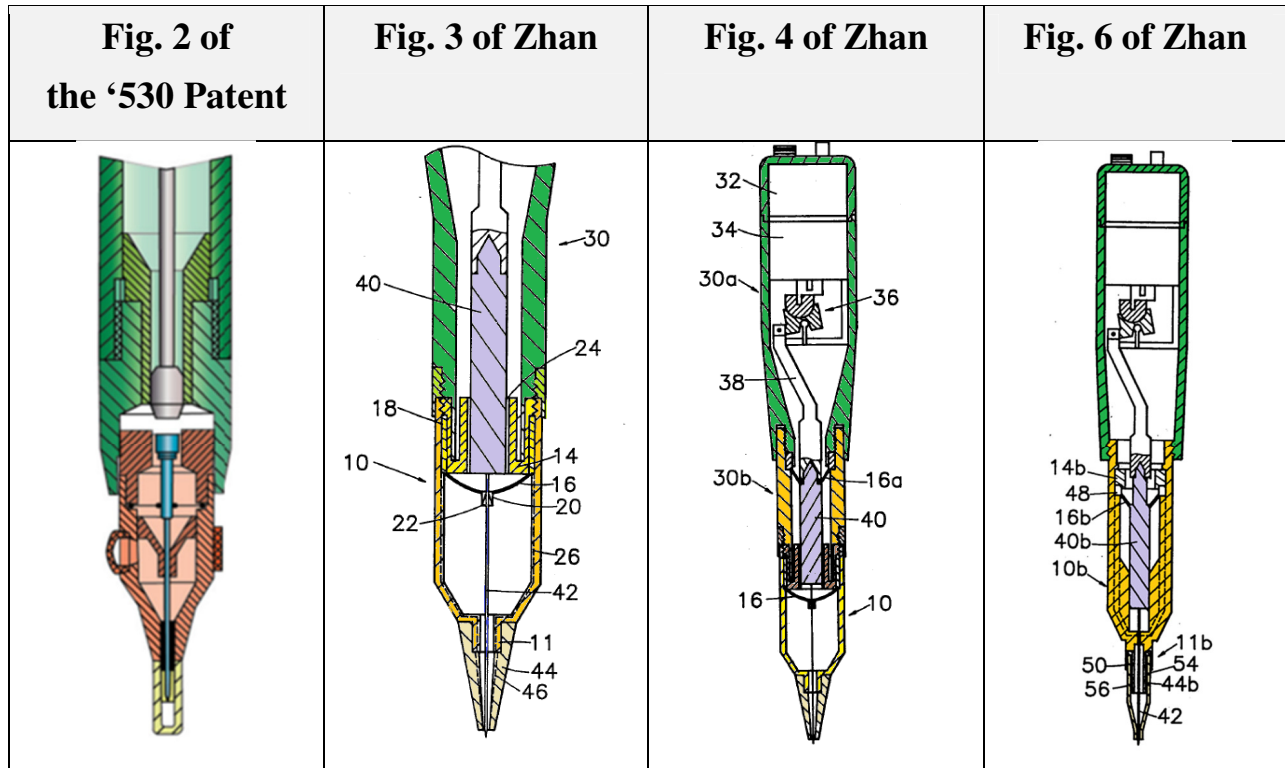 Fig. 2 of
the ‘530 Patent
Fig. 3 of Zhan
Fig. 4 of Zhan
Fig. 6 of Zhan
30
40
24
18
14
10
16
20
22
26
42
11
44
46
32
34
30a
36
38
30b
16a
40
16
10
14b
48
16b
40b
10b
11b
50
54
56
44b
42